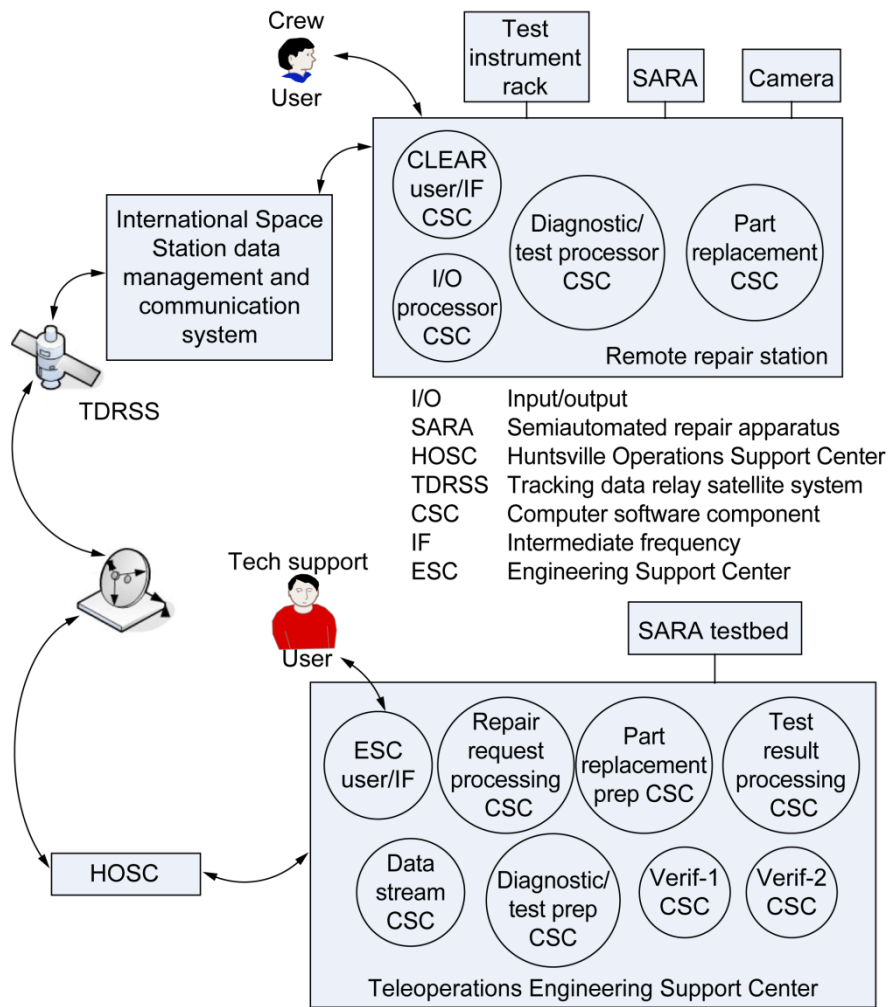 Crew
User
Test
instrument
rack
SARA
Camera
CLEAR
user/IF
CSC
Diagnostic/
test processor
CSC
Part
replacement
CSC
I/O
processor
CSC
Remote repair station
International Space
Station data
management and
communication
system
TDRSS
I/O Input/output
SARA Semiautomated repair apparatus
HOSC Huntsville Operations Support Center
TDRSS Tracking data relay satellite system
CSC Computer software component
IF Intermediate frequency
ESC Engineering Support Center
Tech support
User
SARA testbed
ESC
user/IF
Repair
request
processing
CSC
Part
replacement
prep CSC
Test
result
processing
CSC
HOSC
Data
stream
CSC
Diagnostic/
test prep
CSC
Verif-1
CSC
Verif-2
CSC
Teleoperations Engineering Support Center